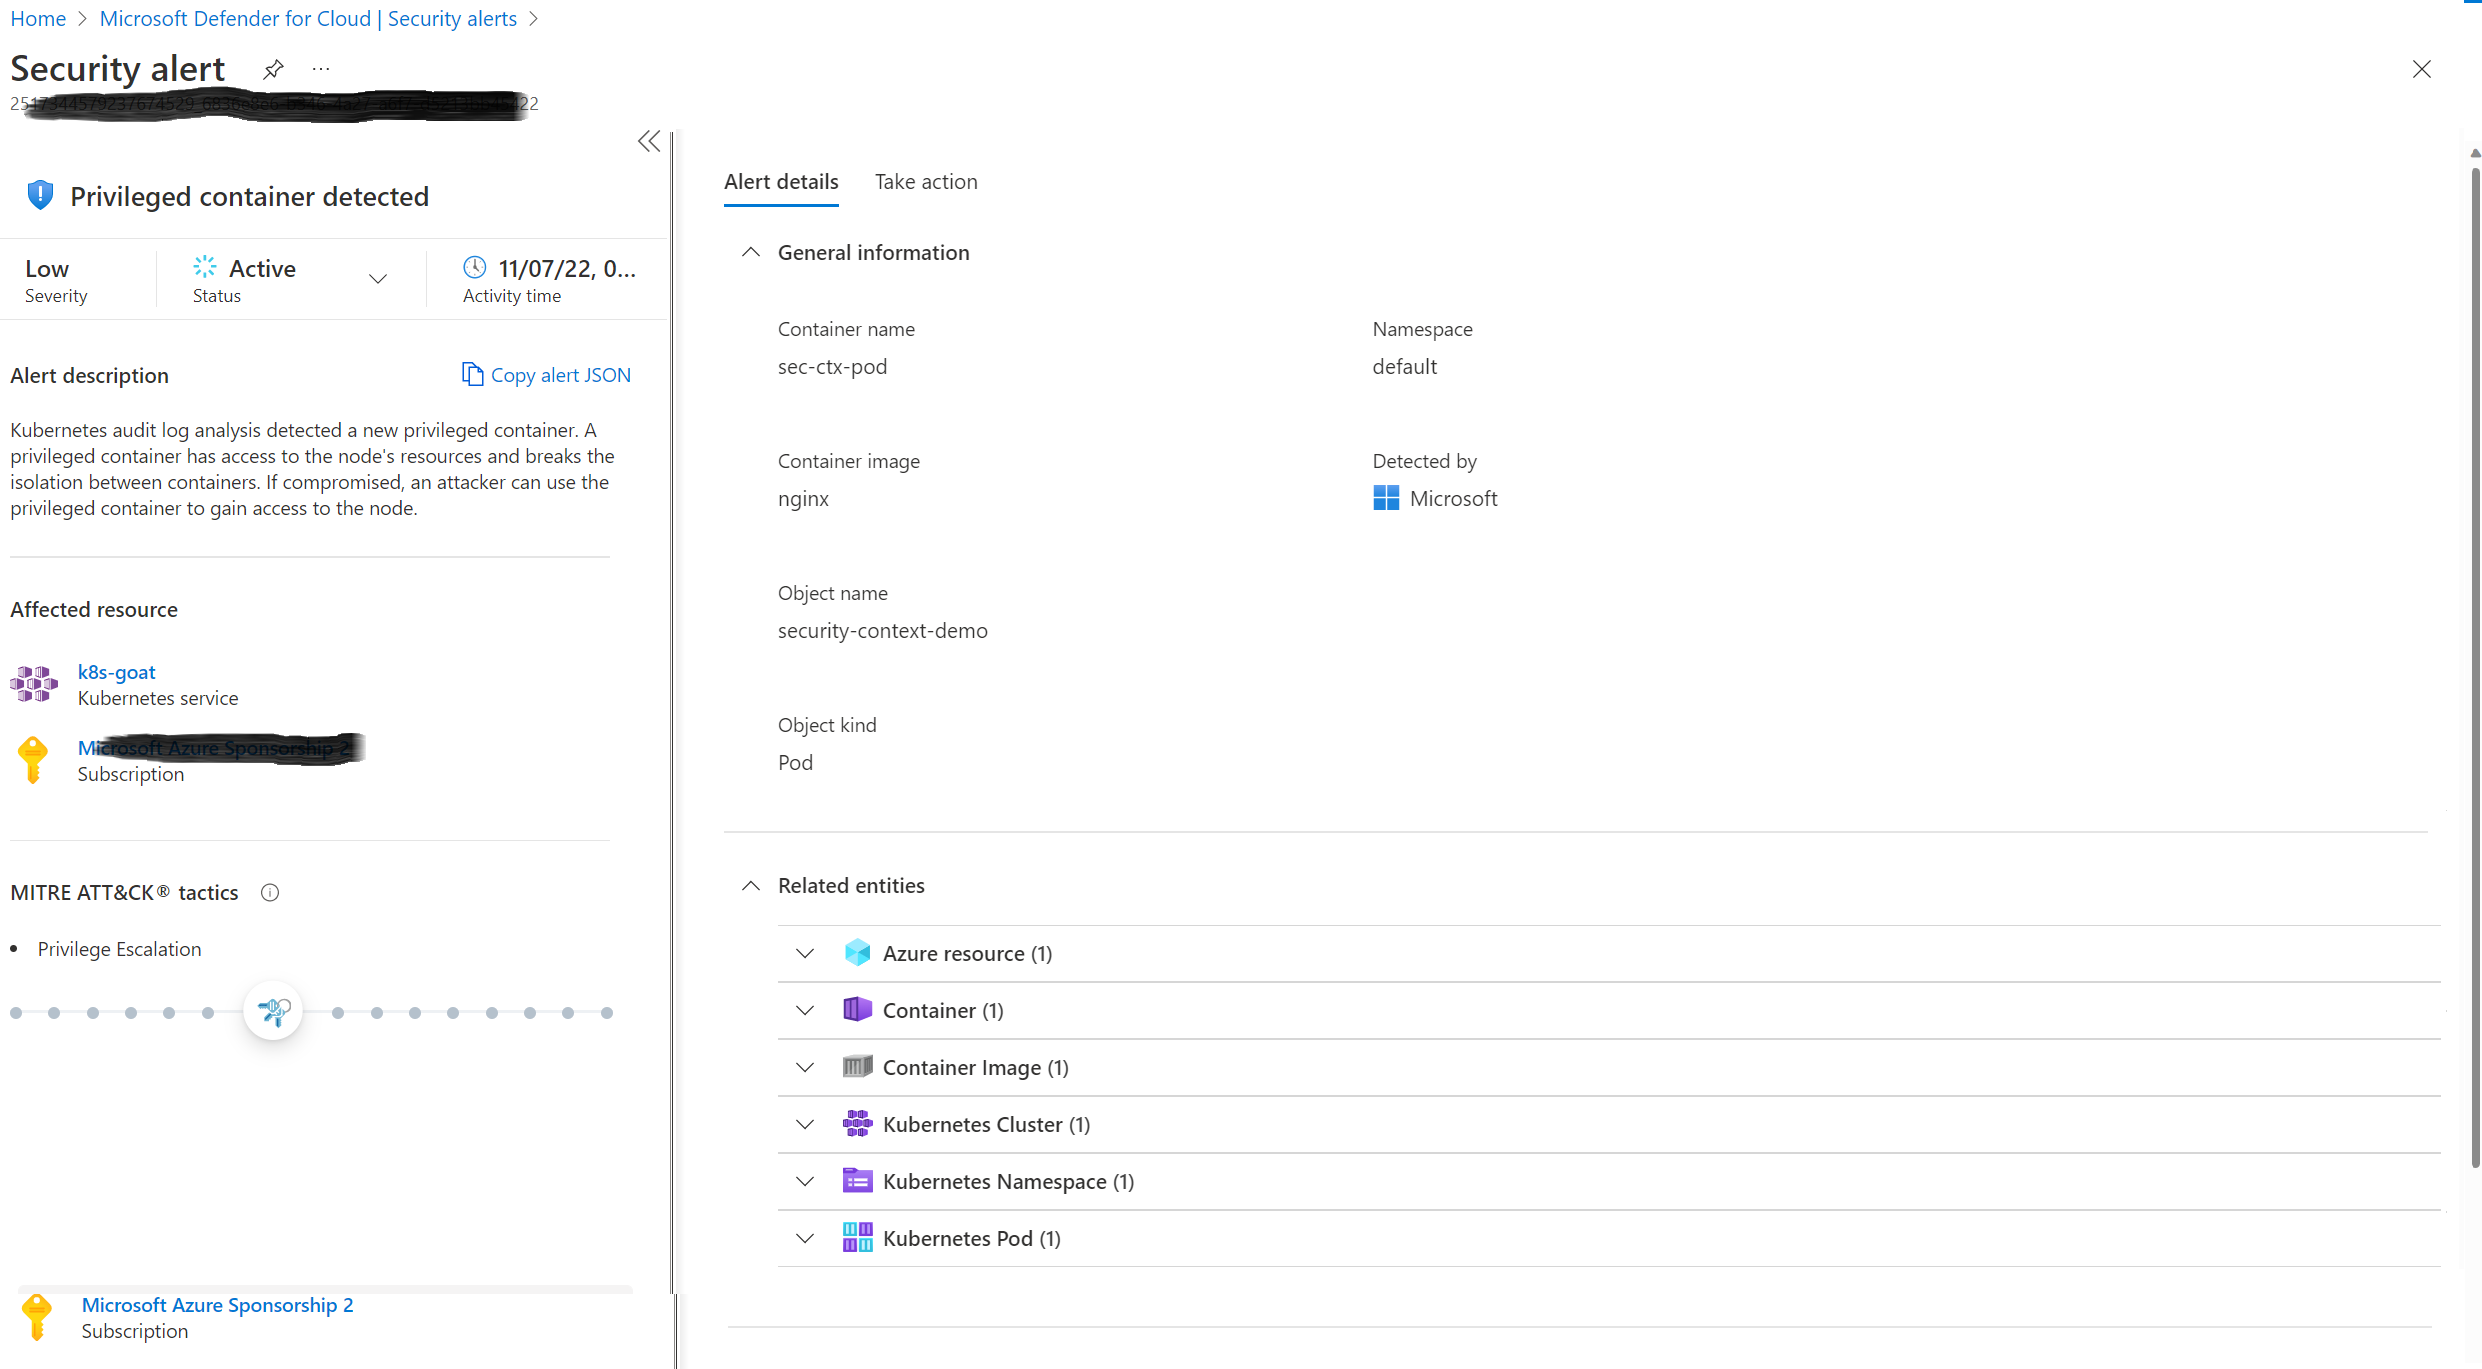 Home > Microsoft Defender for Cloud | Security alerts >
Security alert ...
Privileged container detected
Low
Severity
Active
Status
11/07/22, 0...
Activity time
Alert description
Copy alert JSON
Kubernetes audit log analysis detected a new privileged container. A
privileged container has access to the node's resources and breaks the
isolation between containers. If compromised, an attacker can use the
privileged container to gain access to the node.
Affected resource
k8s-goat
Kubernetes service
Microsoft Azure Sponsorship 2
Subscription
MITRE ATT&CK® tactics
• Privilege Escalation
Microsoft Azure Sponsorship 2
Subscription
Alert details
Take action
General information
Container name
sec-ctx-pod
Namespace
default
Container image
nginx
Detected by
Microsoft
Object name
security-context-demo
Object kind
Pod
Related entities
Azure resource (1)
Container (1)
Container Image (1)
Kubernetes Cluster (1)
Kubernetes Namespace (1)
Kubernetes Pod (1)